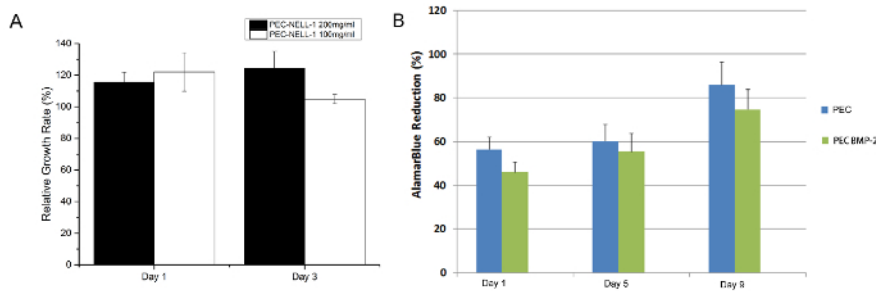 A
PEC-NELL-1 200mg/ml
PEC-NELL-1 100mg/ml
Relative Growth Rate (%)
140
120
100
80
60
40
20
0
Day 1
Day 3
B
AlamarBlue Reduction (%)
120
100
80
60
40
20
0
Day 1
Day 5
Day 9
PEC
PEC BMP-2